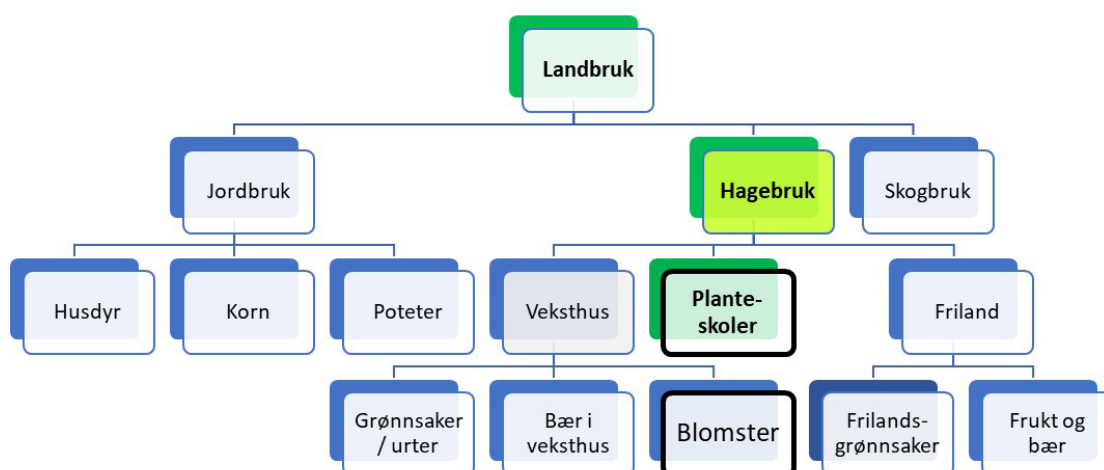 Landbruk
Jordbruk
Hagebruk
Skogbruk
Husdyr
Korn
Poteter
Veksthus
Plante-
skoler
Friland
Grønnsaker
/ urter
Bær i
veksthus
Blomster
Frilands-
grønnsaker
Frukt og
bær